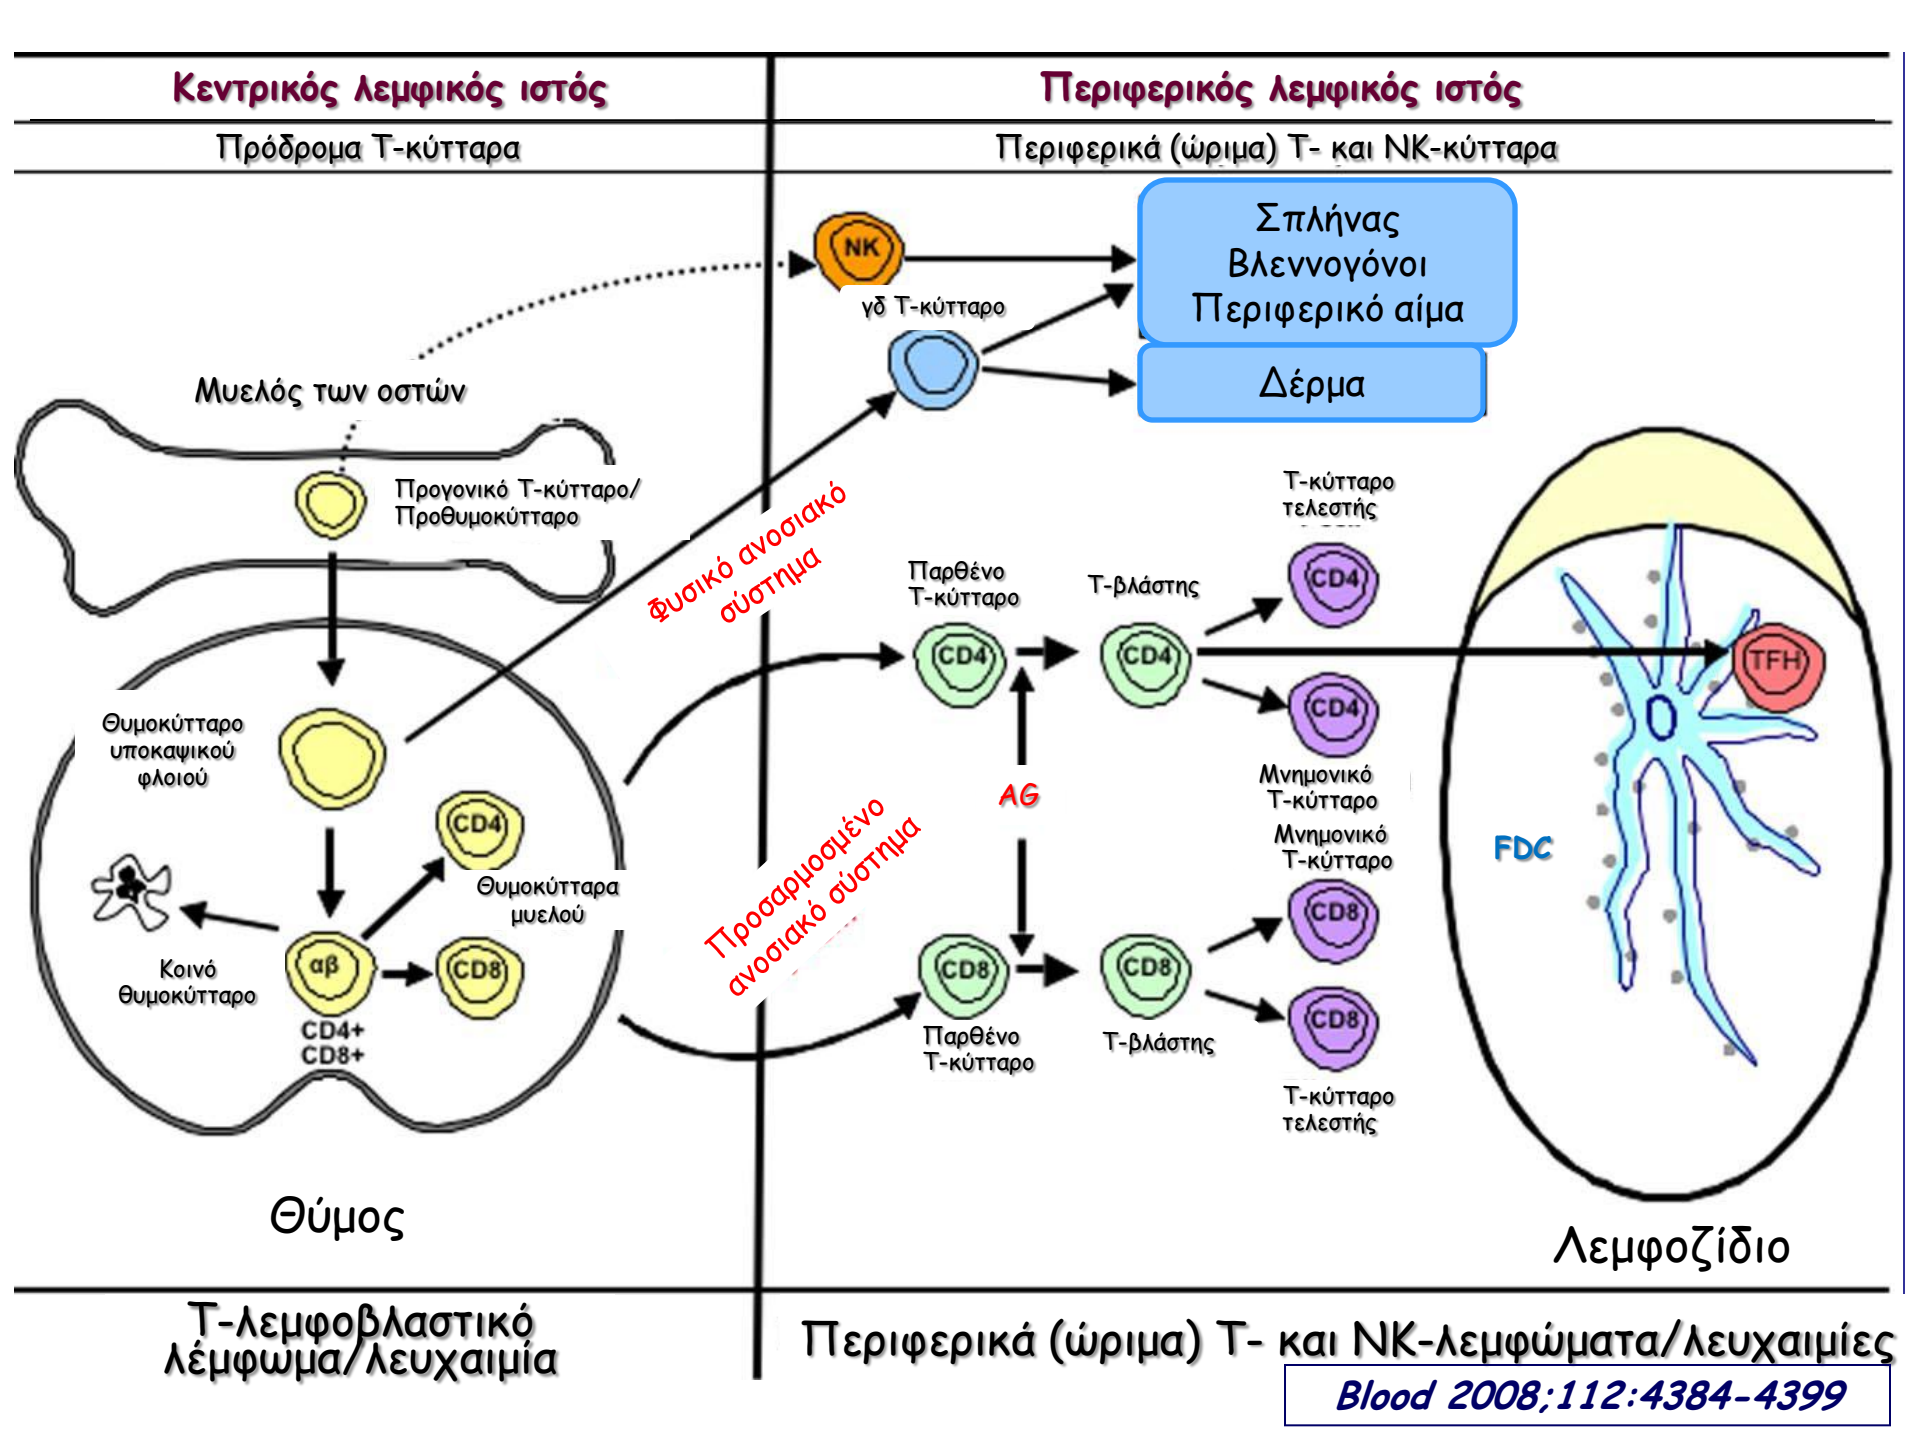 Κεντρικός λεμφικός ιστός
Περιφερικός λεμφικός ιστός
Πρόδρομα Τ-κύτταρα
Περιφερικά (ώριμα) Τ- και ΝΚ-κύτταρα
NK
Σπλήνας
Βλεννογόνοι
Περιφερικό αίμα
γδ Τ-κύτταρο
Δέρμα
Μυελός των οστών
Προγονικό Τ-κύτταρο/
Προθυμοκύτταρο
Φυσικό ανοσιακό
σύστημα
Τ-κύτταρο
τελεστής
CD4
Παρθένο
Τ-κύτταρο
Τ-βλάστης
CD4
CD4
TFH
CD4
Μνημονικό
Τ-κύτταρο
Θυμοκύτταρο
υποκαψικού
φλοιού
AG
CD4
Θυμοκύτταρα
μυελού
Προσαρμοσμένο
ανοσιακό σύστημα
Μνημονικό
Τ-κύτταρο
FDC
CD8
Κοινό
θυμοκύτταρο
αβ
CD8
CD4+
CD8+
CD8
CD8
CD8
Παρθένο
Τ-κύτταρο
Τ-βλάστης
Τ-κύτταρο
τελεστής
Θύμος
Λεμφοζίδιο
Τ-λεμφοβλαστικό
λέμφωμα/λευχαιμία
Περιφερικά (ώριμα) Τ- και ΝΚ-λεμφώματα/λευχαιμίες
Blood 2008;112:4384-4399